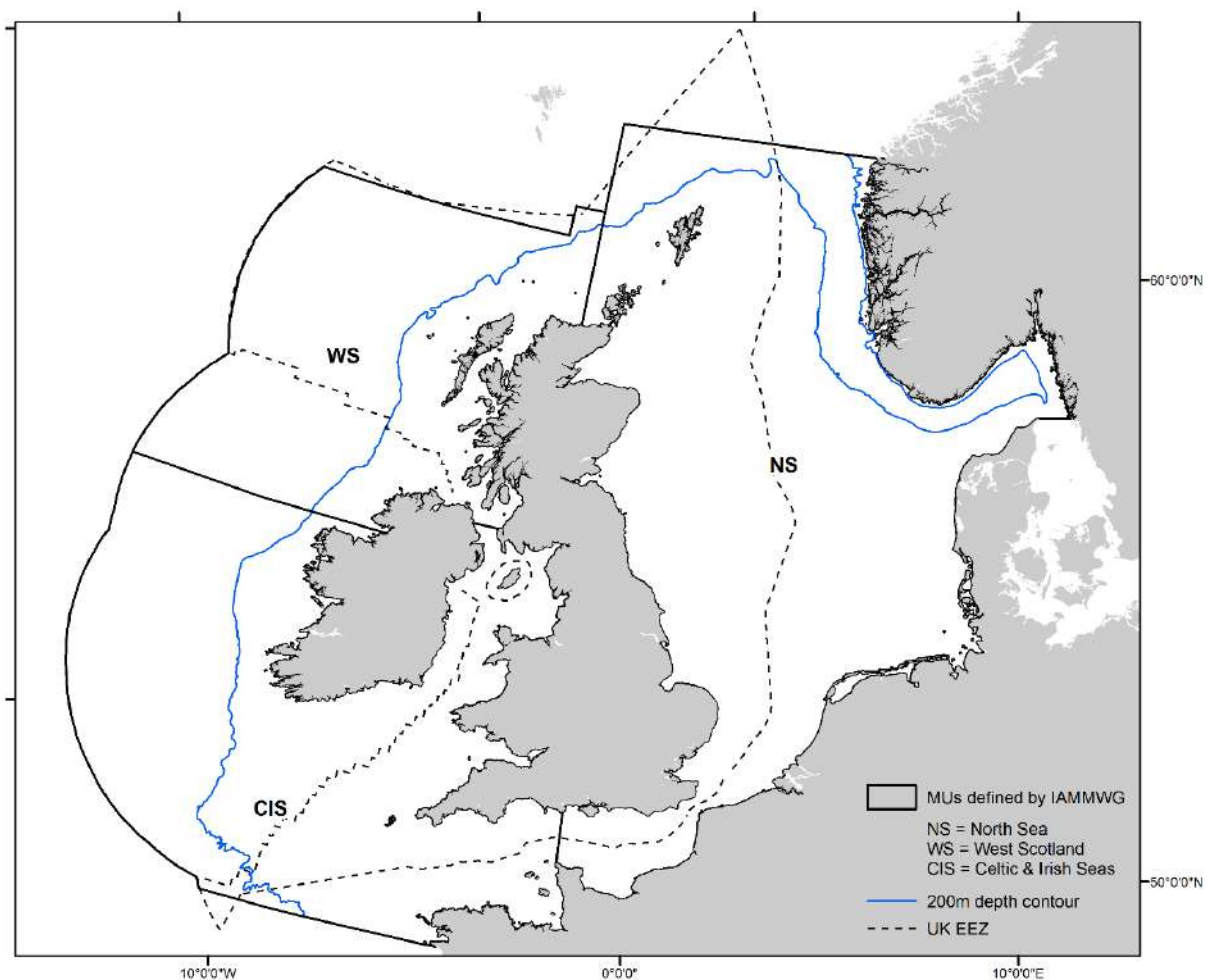 60°0'0"N
WS
NS
CIS
MUs defined by IAMMWG
NS = North Sea
WS = West Scotland
CIS = Celtic & Irish Seas
200m depth contour
UK EEZ
50°0'0"N
10°0'0"W
0°0'0"
10°0'0"E